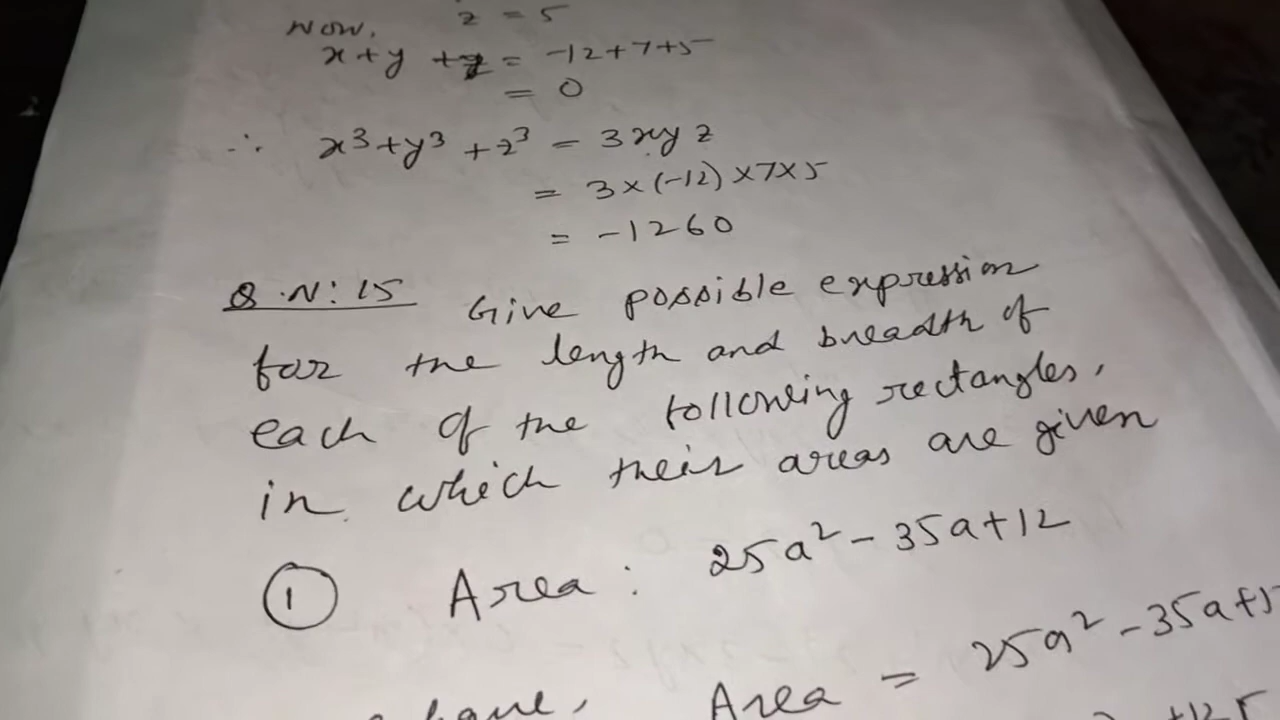 z = 5
Now,
x+y +z = -12+7+5
= 0
∴ x³+y³+z³ = 3xyz
= 3×(-12)×7×5
= -1260
Q.N: 15 Give possible expression
for the length and breadth of
each of the following rectangles,
in which their areas are given
① Area : 25a²-35a+12
have, Area = 25a²-35a+1